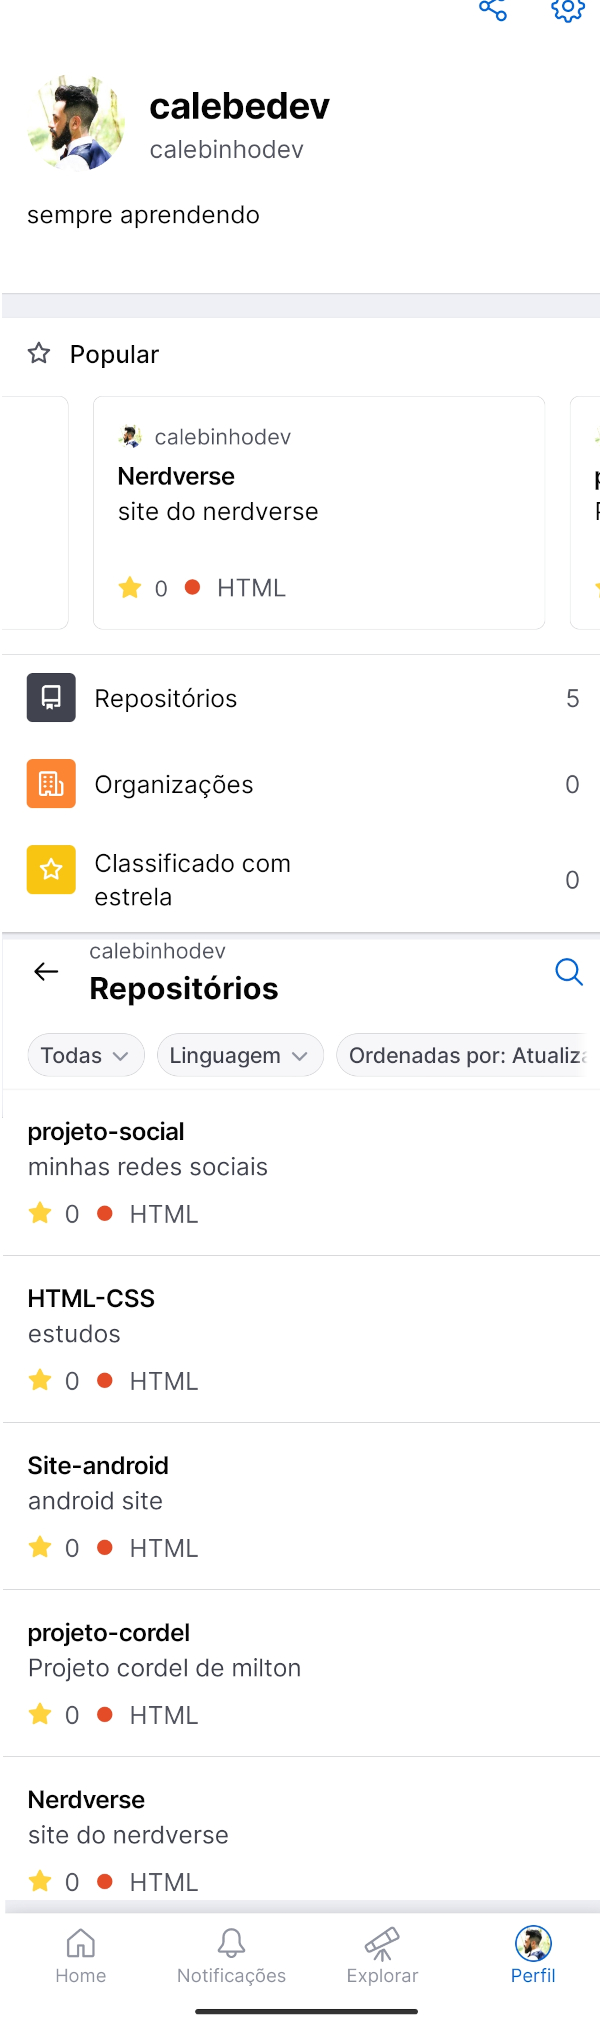 calebedev
calebinhodev
sempre aprendendo
Popular
calebinhodev
Nerdverse
site do nerdverse
0 HTML
Repositórios 5
Organizações 0
Classificado com
estrela
0
calebinhodev
Repositórios
Todas Linguagem Ordenadas por: Atualiza
projeto-social
minhas redes sociais
0 HTML
HTML-CSS
estudos
0 HTML
Site-android
android site
0 HTML
projeto-cordel
Projeto cordel de milton
0 HTML
Nerdverse
site do nerdverse
0 HTML
Home Notificações Explorar Perfil